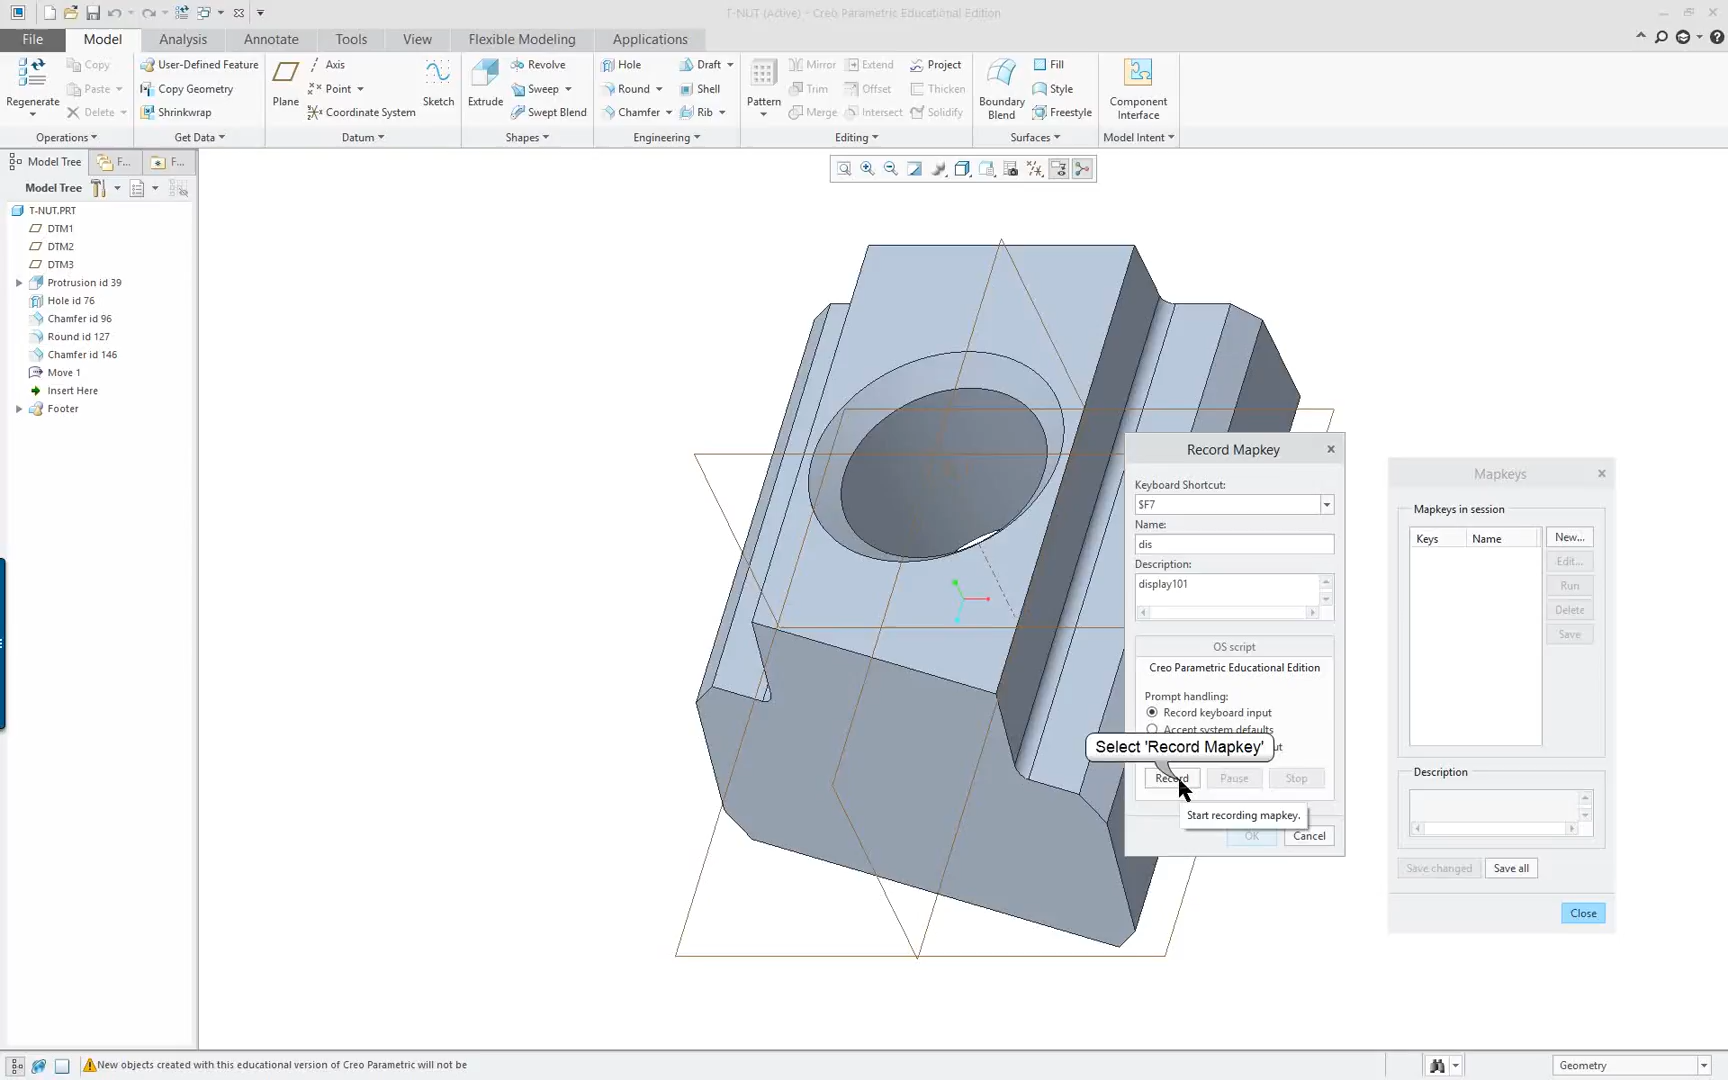 T-NUT (Active) - Creo Parametric Educational Edition
File
Model
Analysis
Annotate
Tools
View
Flexible Modeling
Applications
Regenerate
Copy
Paste
Delete
User-Defined Feature
Copy Geometry
Shrinkwrap
Plane
Axis
Point
Coordinate System
Sketch
Extrude
Revolve
Sweep
Swept Blend
Hole
Round
Chamfer
Draft
Shell
Rib
Pattern
Mirror
Extend
Project
Trim
Offset
Thicken
Merge
Intersect
Solidify
Boundary
Blend
Fill
Style
Freestyle
Component
Interface
Operations
Get Data
Datum
Shapes
Engineering
Editing
Surfaces
Model Intent
Model Tree
F...
F...
Model Tree
T-NUT.PRT
DTM1
DTM2
DTM3
Protrusion id 39
Hole id 76
Chamfer id 96
Round id 127
Chamfer id 146
Move 1
Insert Here
Footer
Record Mapkey
Keyboard Shortcut:
$F7
Name:
dis
Description:
display101
OS script
Creo Parametric Educational Edition
Prompt handling:
Record keyboard input
Accept system defaults
ut
Select 'Record Mapkey'
Record
Pause
Stop
Start recording mapkey.
OK
Cancel
Mapkeys
Mapkeys in session
Keys
Name
New...
Edit...
Run
Delete
Save
Description
Save changed
Save all
Close
New objects created with this educational version of Creo Parametric will not be
Geometry